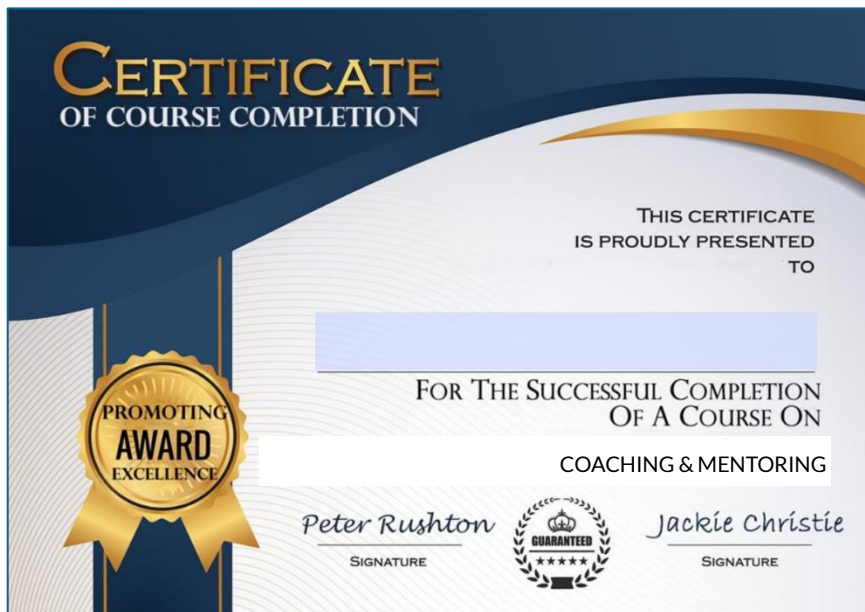 CERTIFICATE
OF COURSE COMPLETION
THIS CERTIFICATE
IS PROUDLY PRESENTED
TO
FOR THE SUCCESSFUL COMPLETION
OF A COURSE ON
COACHING & MENTORING
PROMOTING
AWARD
EXCELLENCE
Peter Rushton
SIGNATURE
GUARANTEED
Jackie Christie
SIGNATURE